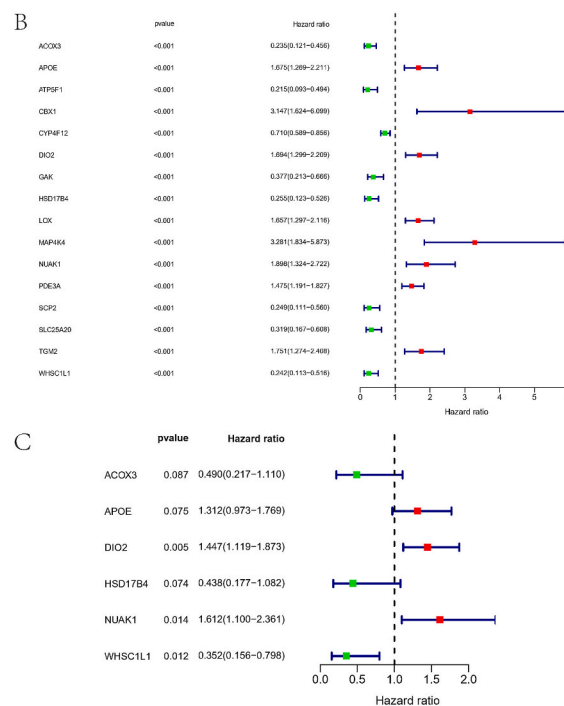 B
pvalue Hazard ratio
ACOX3 <0.001 0.235(0.121−0.456)
APOE <0.001 1.675(1.269−2.211)
ATP5F1 <0.001 0.215(0.093−0.494)
CBX1 <0.001 3.147(1.624−6.099)
CYP4F12 <0.001 0.710(0.589−0.856)
DIO2 <0.001 1.694(1.299−2.209)
GAK <0.001 0.377(0.213−0.666)
HSD17B4 <0.001 0.255(0.123−0.526)
LOX <0.001 1.657(1.297−2.116)
MAP4K4 <0.001 3.281(1.834−5.873)
NUAK1 <0.001 1.898(1.324−2.722)
PDE3A <0.001 1.475(1.191−1.827)
SCP2 <0.001 0.249(0.111−0.560)
SLC25A20 <0.001 0.319(0.167−0.608)
TGM2 <0.001 1.751(1.274−2.408)
WHSC1L1 <0.001 0.242(0.113−0.516)
0 1 2 3 4 5
Hazard ratio
C
pvalue Hazard ratio
ACOX3 0.087 0.490(0.217−1.110)
APOE 0.075 1.312(0.973−1.769)
DIO2 0.005 1.447(1.119−1.873)
HSD17B4 0.074 0.438(0.177−1.082)
NUAK1 0.014 1.612(1.100−2.361)
WHSC1L1 0.012 0.352(0.156−0.798)
0.0 0.5 1.0 1.5 2.0
Hazard ratio